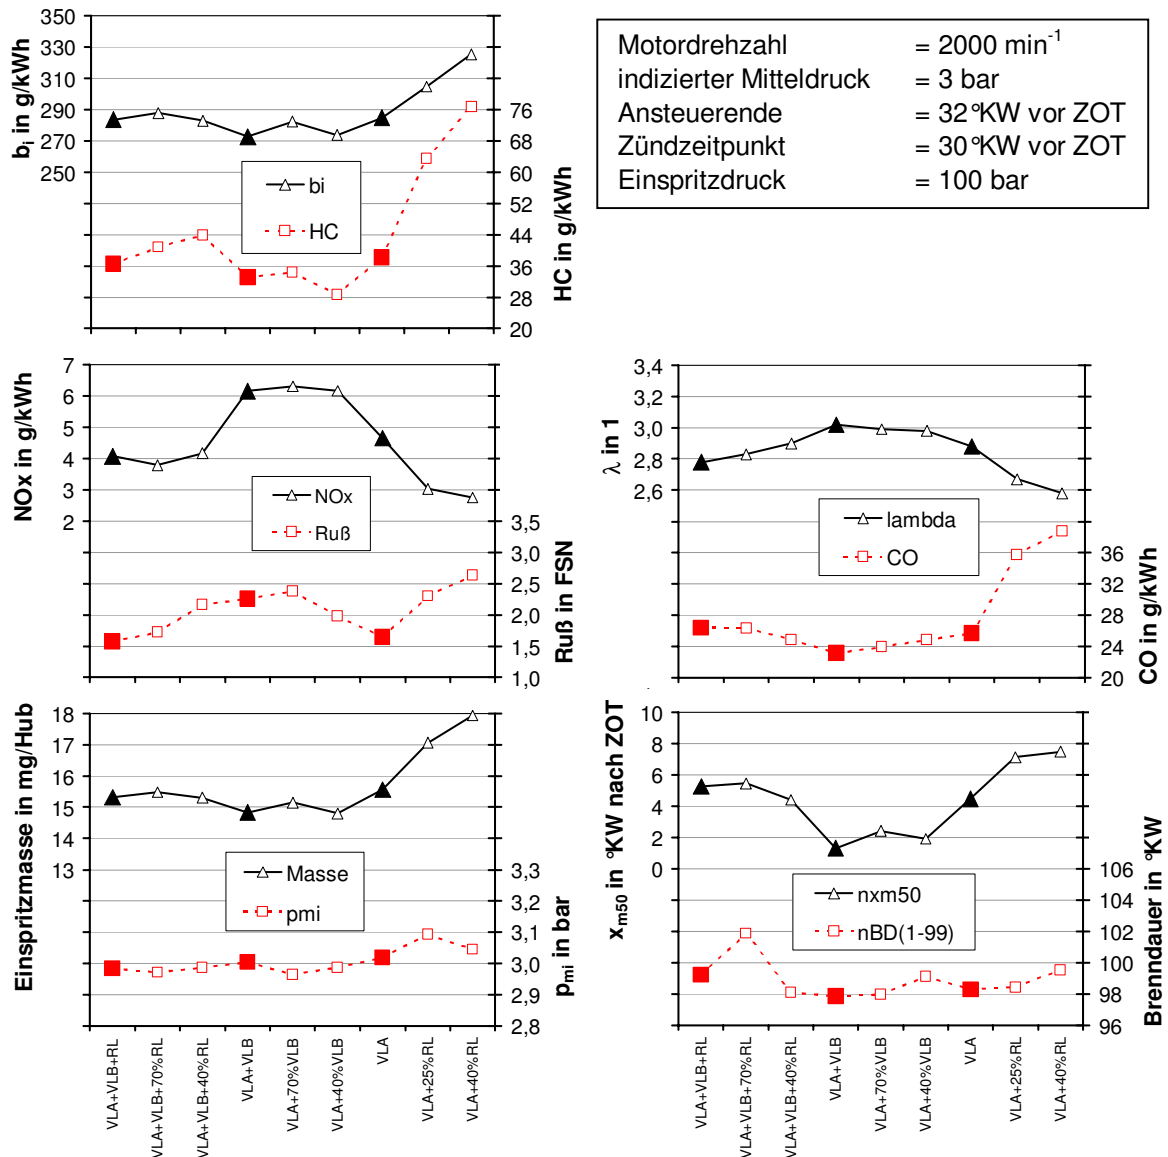 350
330
310
290
270
250
bi in g/kWh
bi
HC
76
68
60
52
44
36
28
20
HC in g/kWh
Motordrehzahl = 2000 min-1
indizierter Mitteldruck = 3 bar
Ansteuerende = 32°KW vor ZOT
Zündzeitpunkt = 30°KW vor ZOT
Einspritzdruck = 100 bar
7
6
5
4
3
2
NOx in g/kWh
NOx
Ruß
3,5
3,0
2,5
2,0
1,5
1,0
Ruß in FSN
3,4
3,2
3,0
2,8
2,6
λ in 1
lambda
CO
36
32
28
24
20
CO in g/kWh
18
17
16
15
14
13
Einspritzmasse in mg/Hub
Masse
pmi
3,3
3,2
3,1
3,0
2,9
2,8
pmi in bar
VLA+VLB+RL
VLA+VLB+70%RL
VLA+VLB+40%RL
VLA+VLB
VLA+70%VLB
VLA+40%VLB
VLA
VLA+25%RL
VLA+40%RL
10
8
6
4
2
0
xm50 in °KW nach ZOT
nxm50
nBD(1-99)
106
104
102
100
98
96
Brenndauer in °KW
VLA+VLB+RL
VLA+VLB+70%RL
VLA+VLB+40%RL
VLA+VLB
VLA+70%VLB
VLA+40%VLB
VLA
VLA+25%RL
VLA+40%RL